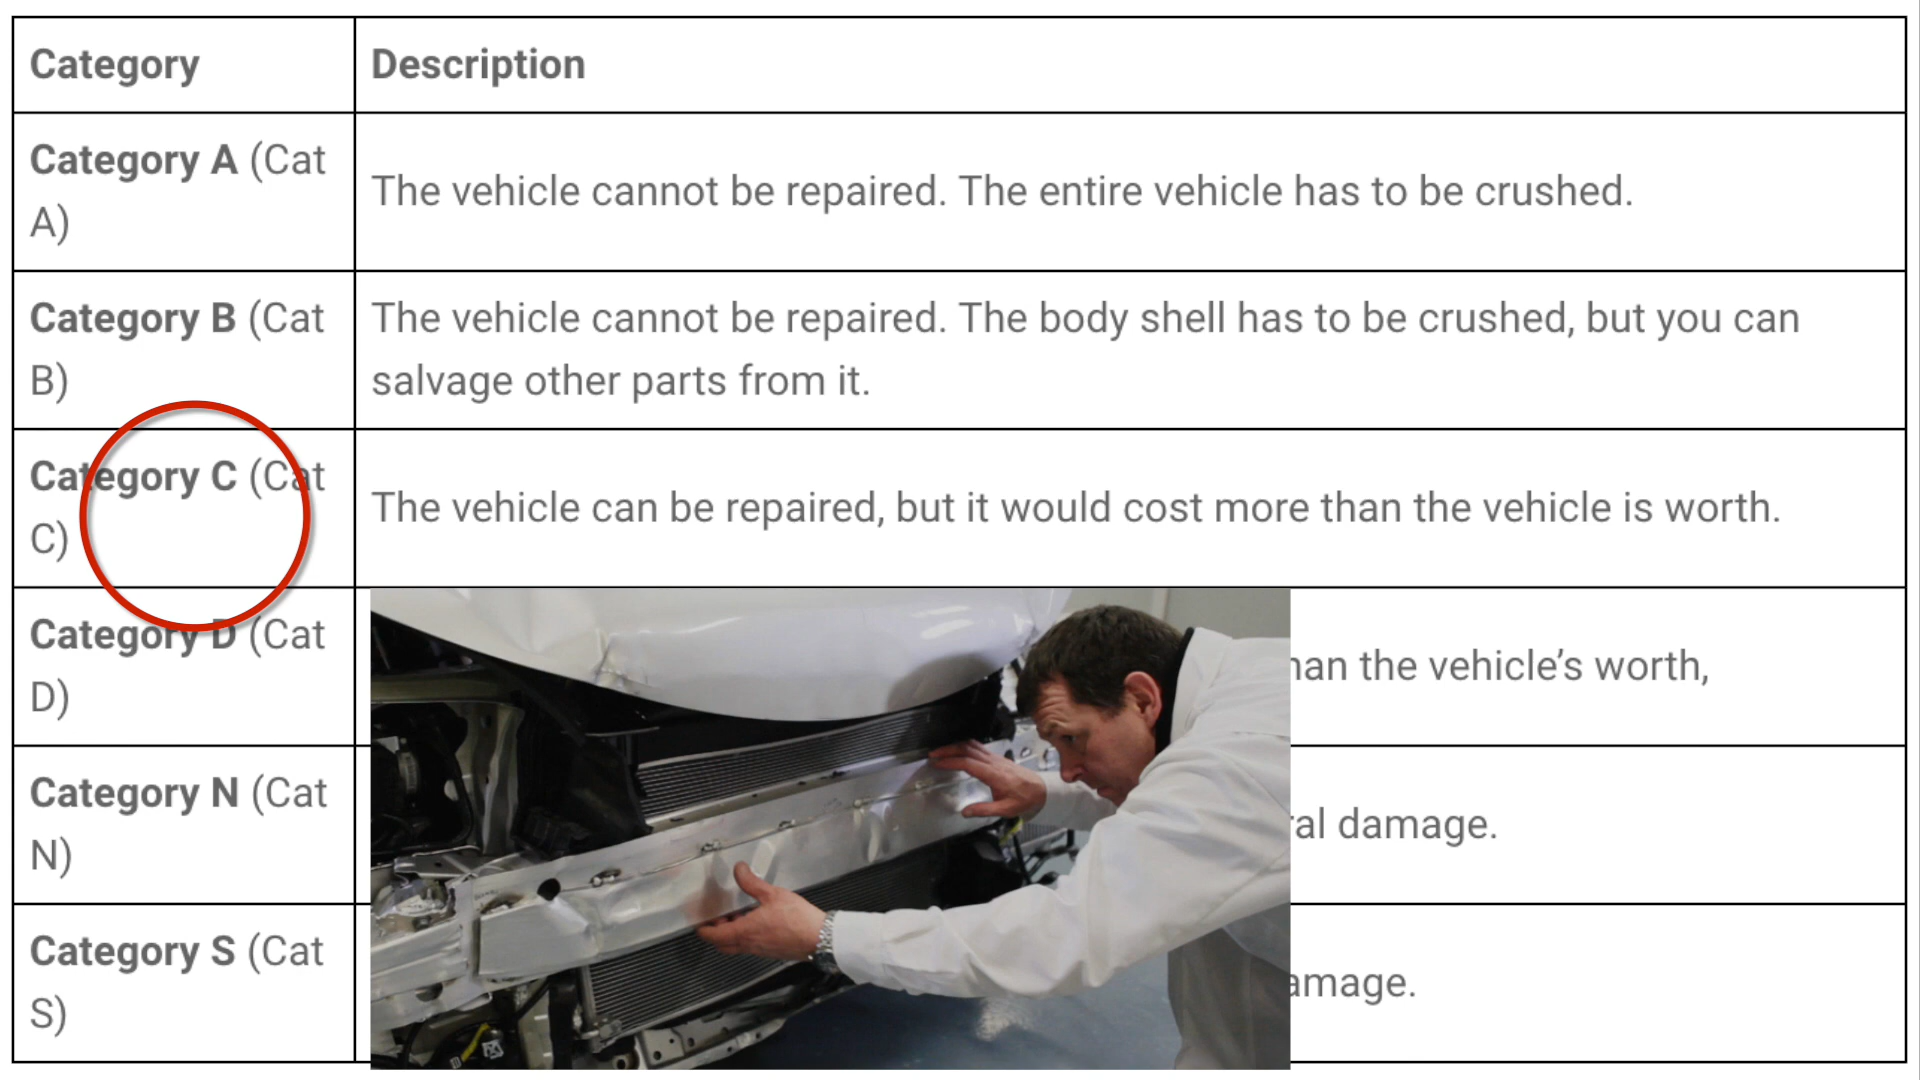 Category Description
Category A (Cat
A)
The vehicle cannot be repaired. The entire vehicle has to be crushed.
Category B (Cat
B)
The vehicle cannot be repaired. The body shell has to be crushed, but you can
salvage other parts from it.
Category C (Cat
C)
The vehicle can be repaired, but it would cost more than the vehicle is worth.
Category D (Cat
D)
the vehicle’s worth,
Category N (Cat
N)
damage.
Category S (Cat
S)